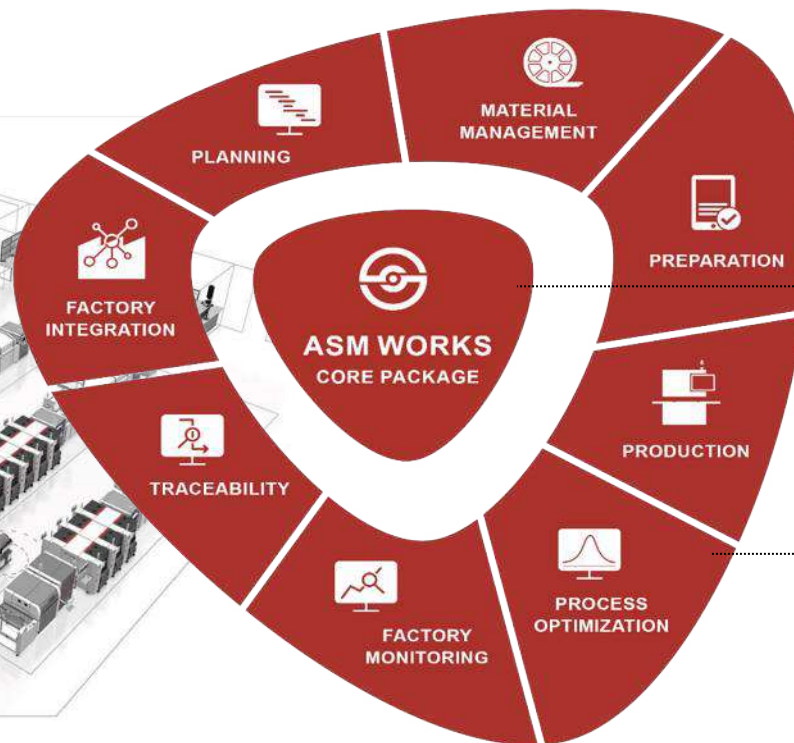 PLANNING
MATERIAL
MANAGEMENT
PREPARATION
FACTORY
INTEGRATION
ASM WORKS
CORE PACKAGE
PRODUCTION
TRACEABILITY
PROCESS
OPTIMIZATION
FACTORY
MONITORING